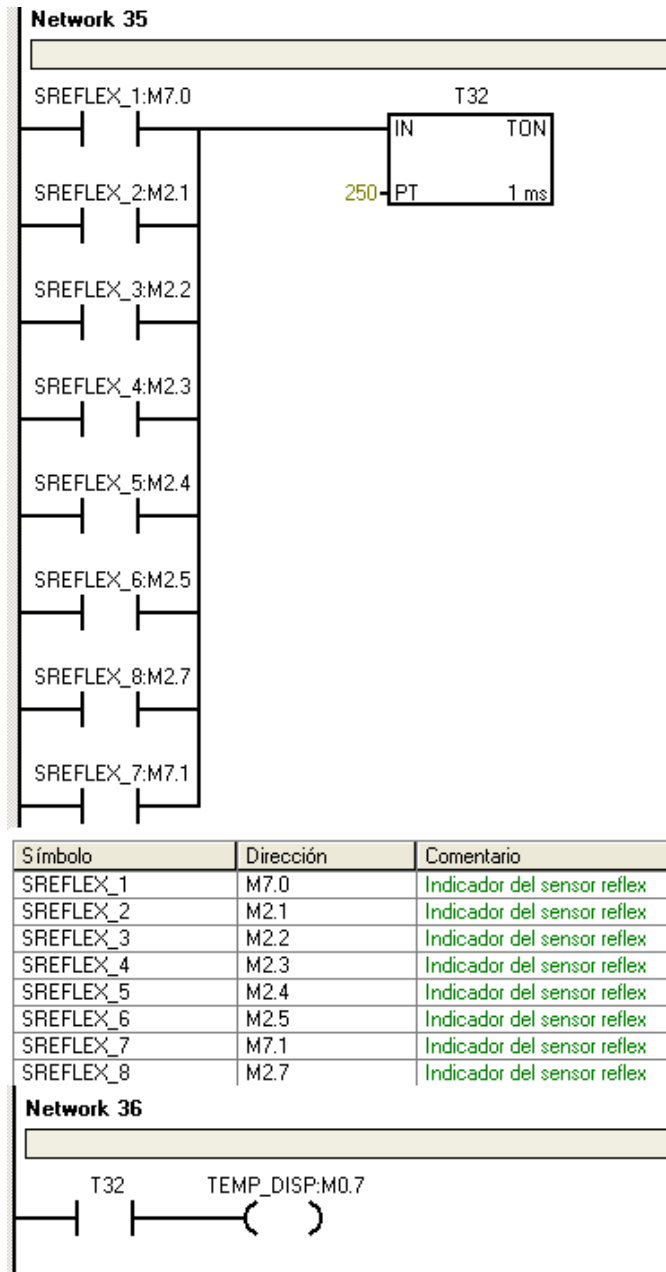 Network 35
SREFLEX_1:M7.0
T32
IN TON
SREFLEX_2:M2.1
250 PT 1 ms
SREFLEX_3:M2.2
SREFLEX_4:M2.3
SREFLEX_5:M2.4
SREFLEX_6:M2.5
SREFLEX_8:M2.7
SREFLEX_7:M7.1
Símbolo Dirección Comentario
SREFLEX_1 M7.0 Indicador del sensor reflex
SREFLEX_2 M2.1 Indicador del sensor reflex
SREFLEX_3 M2.2 Indicador del sensor reflex
SREFLEX_4 M2.3 Indicador del sensor reflex
SREFLEX_5 M2.4 Indicador del sensor reflex
SREFLEX_6 M2.5 Indicador del sensor reflex
SREFLEX_7 M7.1 Indicador del sensor reflex
SREFLEX_8 M2.7 Indicador del sensor reflex
Network 36
T32 TEMP_DISP:M0.7